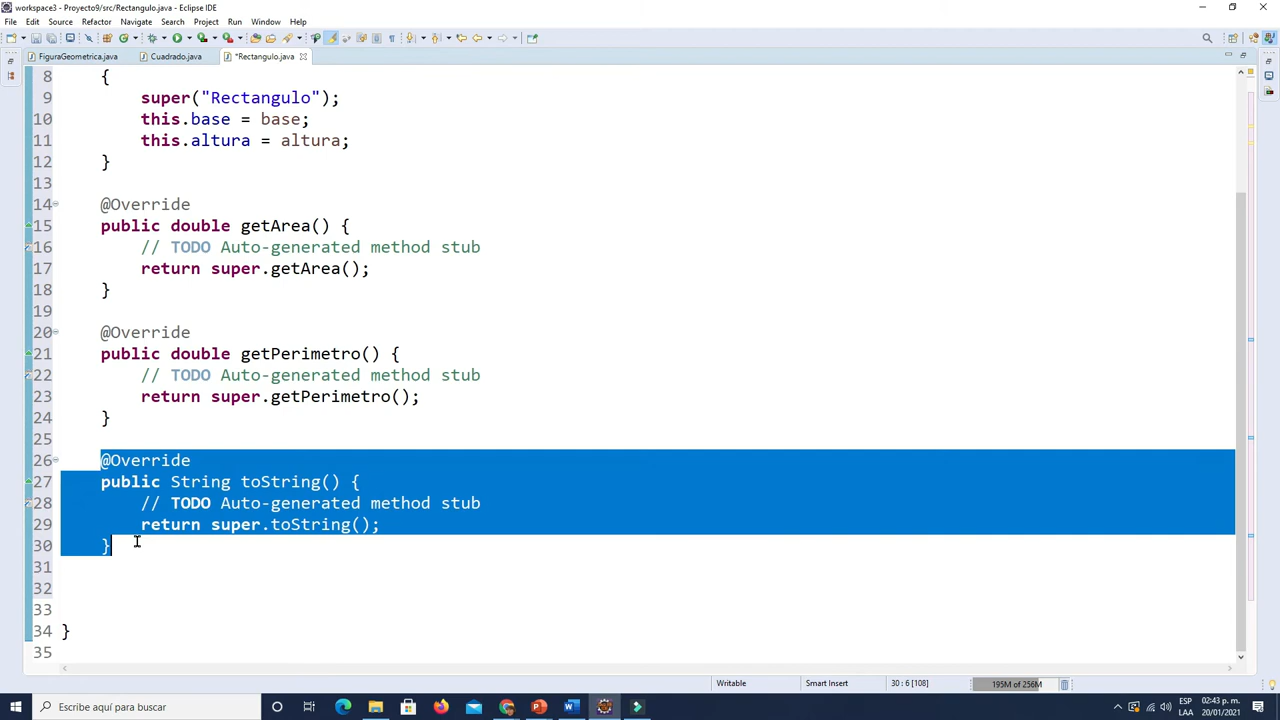 workspace3 - Proyecto9/src/Rectangulo.java - Eclipse IDE
File Edit Source Refactor Navigate Search Project Run Window Help
FiguraGeometrica.java Cuadrado.java *Rectangulo.java
8 {
9 super("Rectangulo");
10 this.base = base;
11 this.altura = altura;
12 }
13
14 @Override
15 public double getArea() {
16 // TODO Auto-generated method stub
17 return super.getArea();
18 }
19
20 @Override
21 public double getPerimetro() {
22 // TODO Auto-generated method stub
23 return super.getPerimetro();
24 }
25
26 @Override
27 public String toString() {
28 // TODO Auto-generated method stub
29 return super.toString();
30 }
31
32
33
34 }
35
Writable Smart Insert 30 : 6 [108] 195M of 256M
Escribe aquí para buscar
ESP 02:43 p. m.
LAA 20/01/2021